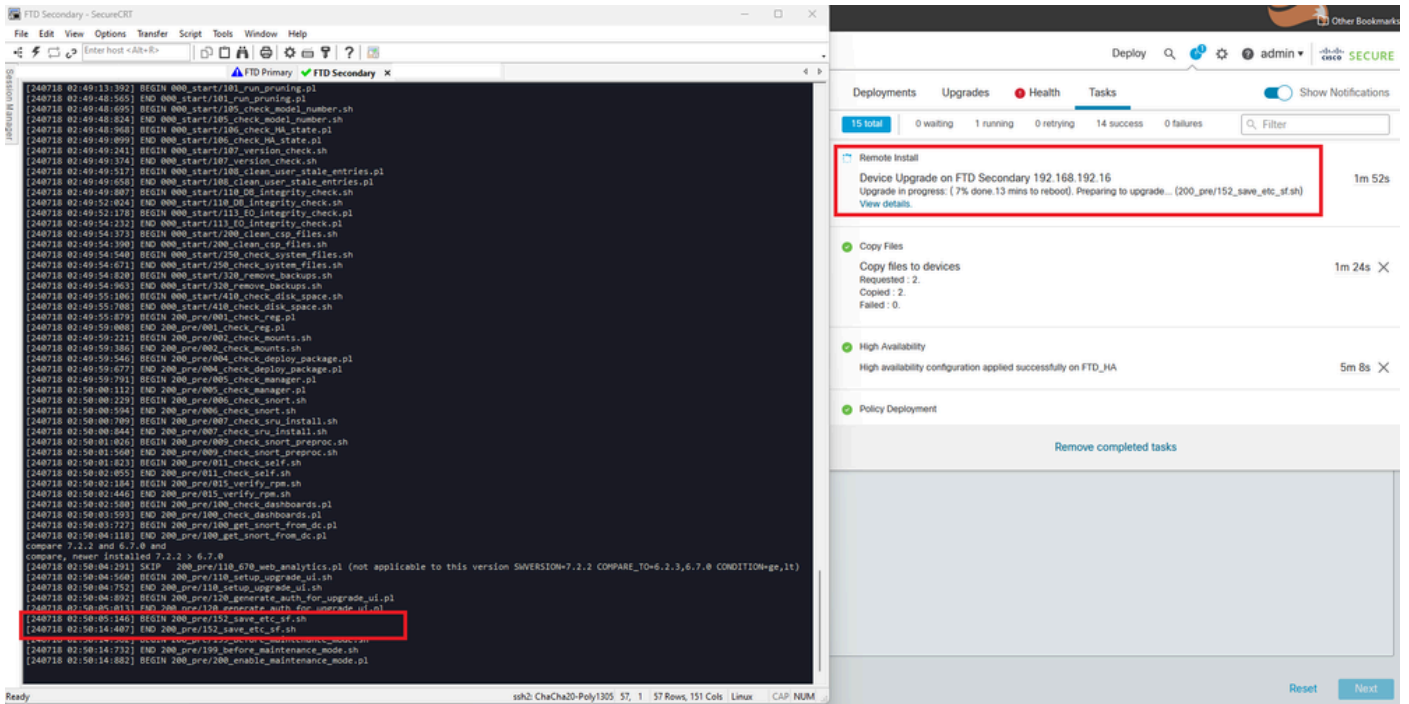 FTD Secondary - SecureCRT
File Edit View Options Transfer Script Tools Window Help
Enter host <Alt+R>
Session Manager
FTD Primary FTD Secondary
[240718 02:49:13:392] BEGIN 000_start/101_run_pruning.pl
[240718 02:49:48:565] END 000_start/101_run_pruning.pl
[240718 02:49:48:695] BEGIN 000_start/105_check_model_number.sh
[240718 02:49:48:824] END 000_start/105_check_model_number.sh
[240718 02:49:48:968] BEGIN 000_start/106_check_HA_state.pl
[240718 02:49:49:099] END 000_start/106_check_HA_state.pl
[240718 02:49:49:241] BEGIN 000_start/107_version_check.sh
[240718 02:49:49:374] END 000_start/107_version_check.sh
[240718 02:49:49:517] BEGIN 000_start/108_clean_user_stale_entries.pl
[240718 02:49:49:658] END 000_start/108_clean_user_stale_entries.pl
[240718 02:49:49:807] BEGIN 000_start/110_DB_integrity_check.sh
[240718 02:49:52:024] END 000_start/110_DB_integrity_check.sh
[240718 02:49:52:178] BEGIN 000_start/113_EO_integrity_check.pl
[240718 02:49:54:232] END 000_start/113_EO_integrity_check.pl
[240718 02:49:54:373] BEGIN 000_start/200_clean_csp_files.sh
[240718 02:49:54:390] END 000_start/200_clean_csp_files.sh
[240718 02:49:54:540] BEGIN 000_start/250_check_system_files.sh
[240718 02:49:54:671] END 000_start/250_check_system_files.sh
[240718 02:49:54:820] BEGIN 000_start/320_remove_backups.sh
[240718 02:49:54:963] END 000_start/320_remove_backups.sh
[240718 02:49:55:106] BEGIN 000_start/410_check_disk_space.sh
[240718 02:49:55:708] END 000_start/410_check_disk_space.sh
[240718 02:49:55:879] BEGIN 200_pre/001_check_reg.pl
[240718 02:49:59:008] END 200_pre/001_check_reg.pl
[240718 02:49:59:221] BEGIN 200_pre/002_check_mounts.sh
[240718 02:49:59:386] END 200_pre/002_check_mounts.sh
[240718 02:49:59:546] BEGIN 200_pre/004_check_deploy_package.pl
[240718 02:49:59:677] END 200_pre/004_check_deploy_package.pl
[240718 02:49:59:791] BEGIN 200_pre/005_check_manager.pl
[240718 02:50:00:112] END 200_pre/005_check_manager.pl
[240718 02:50:00:229] BEGIN 200_pre/006_check_snort.sh
[240718 02:50:00:594] END 200_pre/006_check_snort.sh
[240718 02:50:00:709] BEGIN 200_pre/007_check_sru_install.sh
[240718 02:50:00:844] END 200_pre/007_check_sru_install.sh
[240718 02:50:01:026] BEGIN 200_pre/009_check_snort_preproc.sh
[240718 02:50:01:560] END 200_pre/009_check_snort_preproc.sh
[240718 02:50:01:823] BEGIN 200_pre/011_check_self.sh
[240718 02:50:02:055] END 200_pre/011_check_self.sh
[240718 02:50:02:184] BEGIN 200_pre/015_verify_rpm.sh
[240718 02:50:02:446] END 200_pre/015_verify_rpm.sh
[240718 02:50:02:580] BEGIN 200_pre/100_check_dashboards.pl
[240718 02:50:03:593] END 200_pre/100_check_dashboards.pl
[240718 02:50:03:727] BEGIN 200_pre/100_get_snort_from_dc.pl
[240718 02:50:04:118] END 200_pre/100_get_snort_from_dc.pl
compare 7.2.2 and 6.7.0 and
compare, newer installed 7.2.2 > 6.7.0
[240718 02:50:04:291] SKIP 200_pre/110_670_web_analytics.pl (not applicable to this version SWVERSION=7.2.2 COMPARE_TO=6.2.3,6.7.0 CONDITION=ge,lt)
[240718 02:50:04:560] BEGIN 200_pre/110_setup_upgrade_ui.sh
[240718 02:50:04:752] END 200_pre/110_setup_upgrade_ui.sh
[240718 02:50:04:892] BEGIN 200_pre/120_generate_auth_for_upgrade_ui.pl
[240718 02:50:05:013] END 200_pre/120_generate_auth_for_upgrade_ui.pl
[240718 02:50:05:146] BEGIN 200_pre/152_save_etc_sf.sh
[240718 02:50:14:407] END 200_pre/152_save_etc_sf.sh
[240718 02:50:14:582] BEGIN 200_pre/199_before_maintenance_mode.sh
[240718 02:50:14:732] END 200_pre/199_before_maintenance_mode.sh
[240718 02:50:14:882] BEGIN 200_pre/200_enable_maintenance_mode.pl
Ready
ssh2: ChaCha20-Poly1305 57, 1 57 Rows, 151 Cols Linux CAP NUM
Other Bookmarks
Deploy admin cisco SECURE
Deployments Upgrades Health Tasks Show Notifications
15 total 0 waiting 1 running 0 retrying 14 success 0 failures Filter
Remote Install
Device Upgrade on FTD Secondary 192.168.192.16 1m 52s
Upgrade in progress: ( 7% done.13 mins to reboot). Preparing to upgrade... (200_pre/152_save_etc_sf.sh)
View details.
Copy Files
Copy files to devices 1m 24s
Requested : 2.
Copied : 2.
Failed : 0.
High Availability
High availability configuration applied successfully on FTD_HA 5m 8s
Policy Deployment
Remove completed tasks
Reset Next